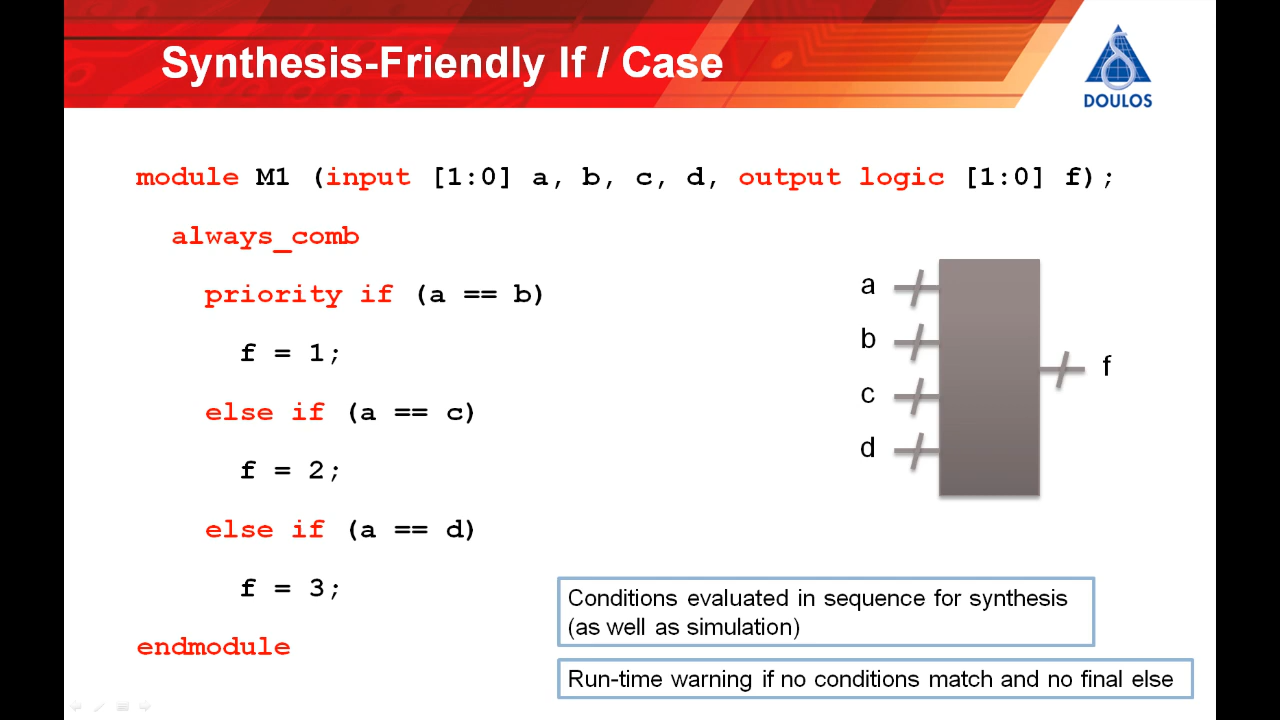 Synthesis-Friendly If / Case
DOULOS
module M1 (input [1:0] a, b, c, d, output logic [1:0] f);
always_comb
priority if (a == b)
f = 1;
else if (a == c)
f = 2;
else if (a == d)
f = 3;
endmodule
a
b
c
d
f
Conditions evaluated in sequence for synthesis
(as well as simulation)
Run-time warning if no conditions match and no final else